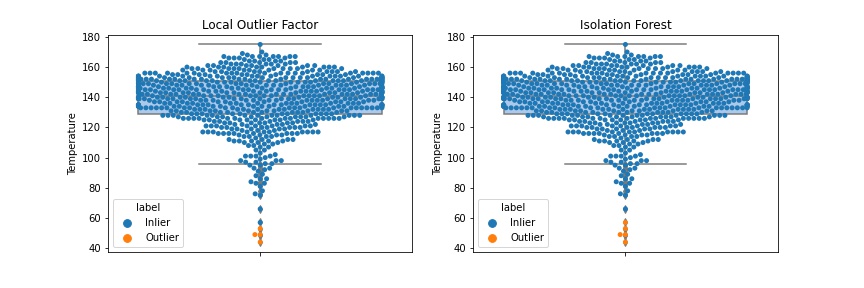 Local Outlier Factor
180
160
140
120
100
80
60
40
Temperature
label
Inlier
Outlier
Isolation Forest
180
160
140
120
100
80
60
40
Temperature
label
Inlier
Outlier